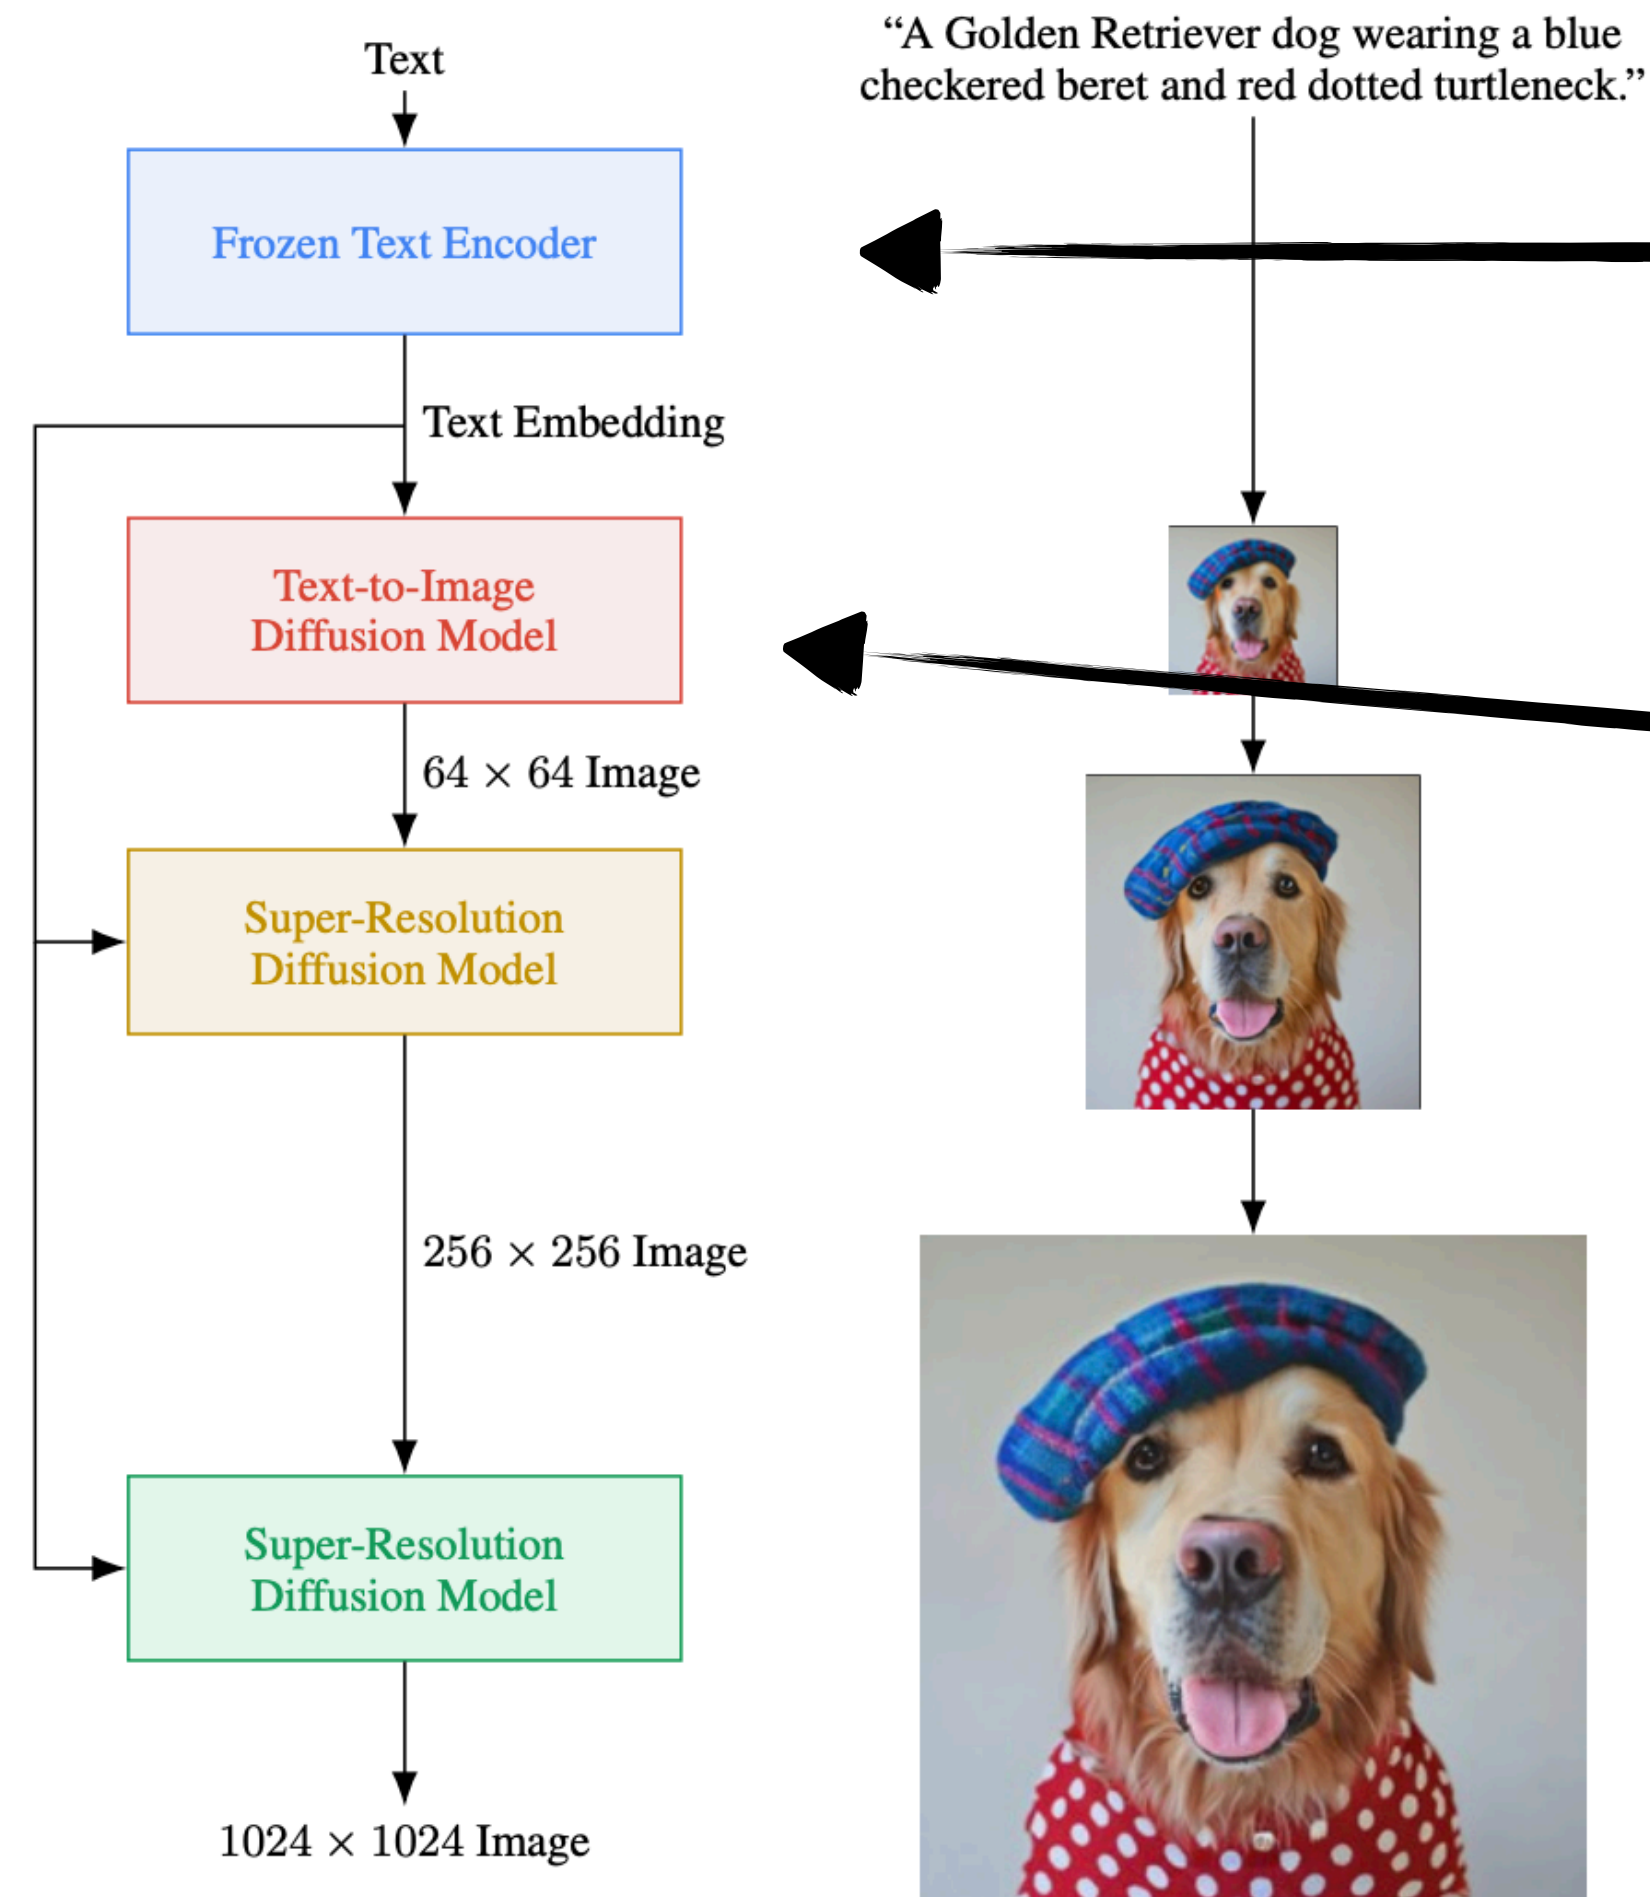 Text
“A Golden Retriever dog wearing a blue
checkered beret and red dotted turtleneck.”
Frozen Text Encoder
Text Embedding
Text-to-Image
Diffusion Model
64 × 64 Image
Super-Resolution
Diffusion Model
256 × 256 Image
Super-Resolution
Diffusion Model
1024 × 1024 Image